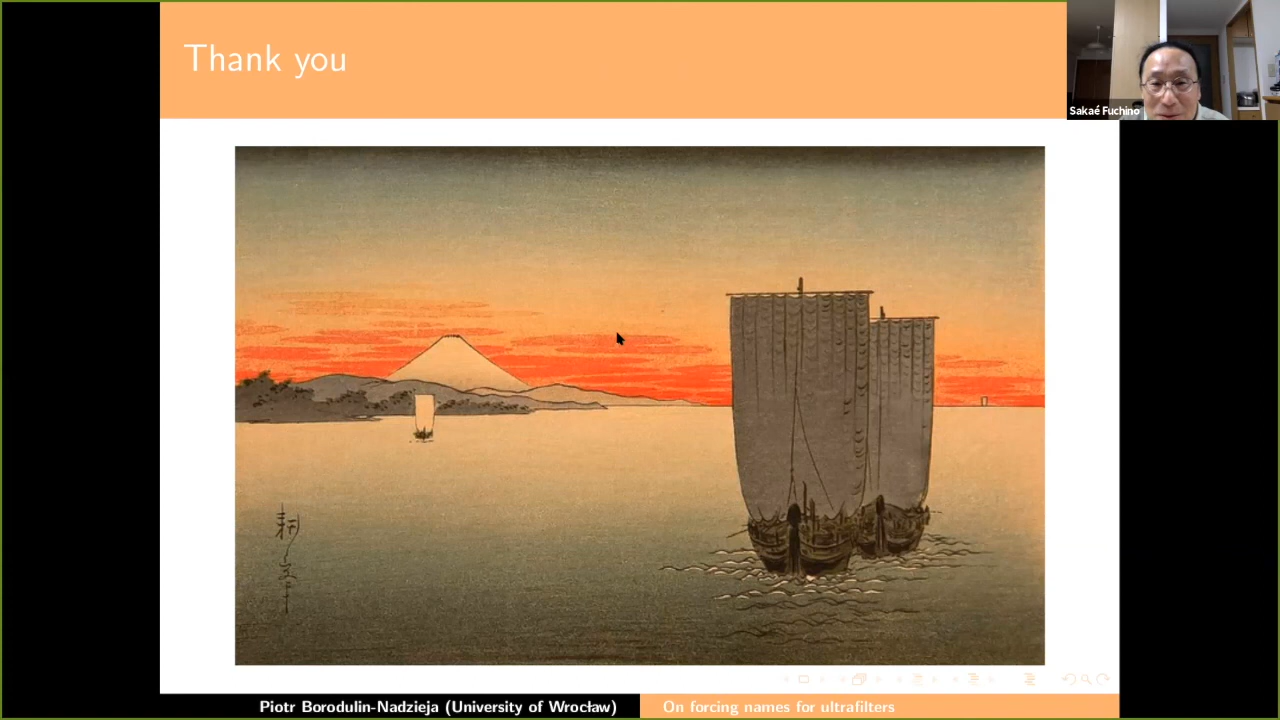 Thank you
Sakaé Fuchino
Piotr Borodulin-Nadzieja (University of Wrocław)
On forcing names for ultrafilters